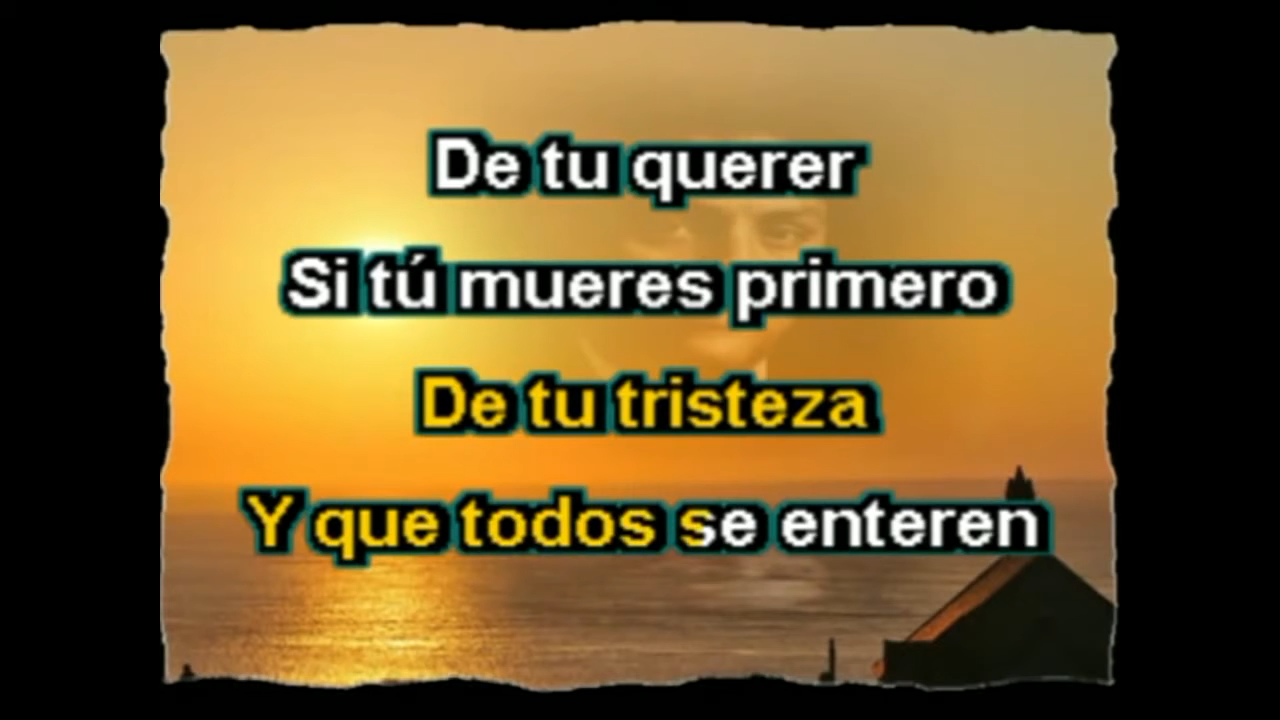 De tu querer
Si tú mueres primero
De tu tristeza
Y que todos se enteren